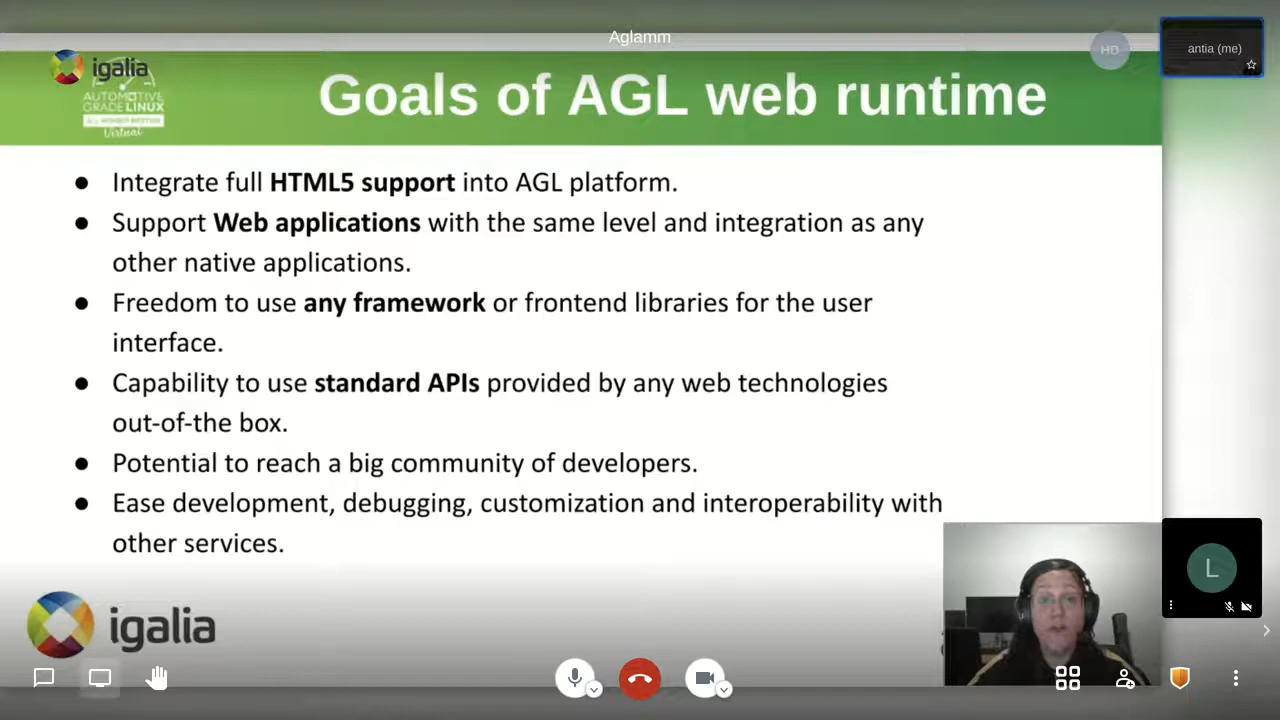 Aglamm
HD
antia (me)
igalia
AUTOMOTIVE
GRADE LINUX
Virtual
Goals of AGL web runtime
● Integrate full HTML5 support into AGL platform.
● Support Web applications with the same level and integration as any
other native applications.
● Freedom to use any framework or frontend libraries for the user
interface.
● Capability to use standard APIs provided by any web technologies
out-of-the box.
● Potential to reach a big community of developers.
● Ease development, debugging, customization and interoperability with
other services.
L
igalia